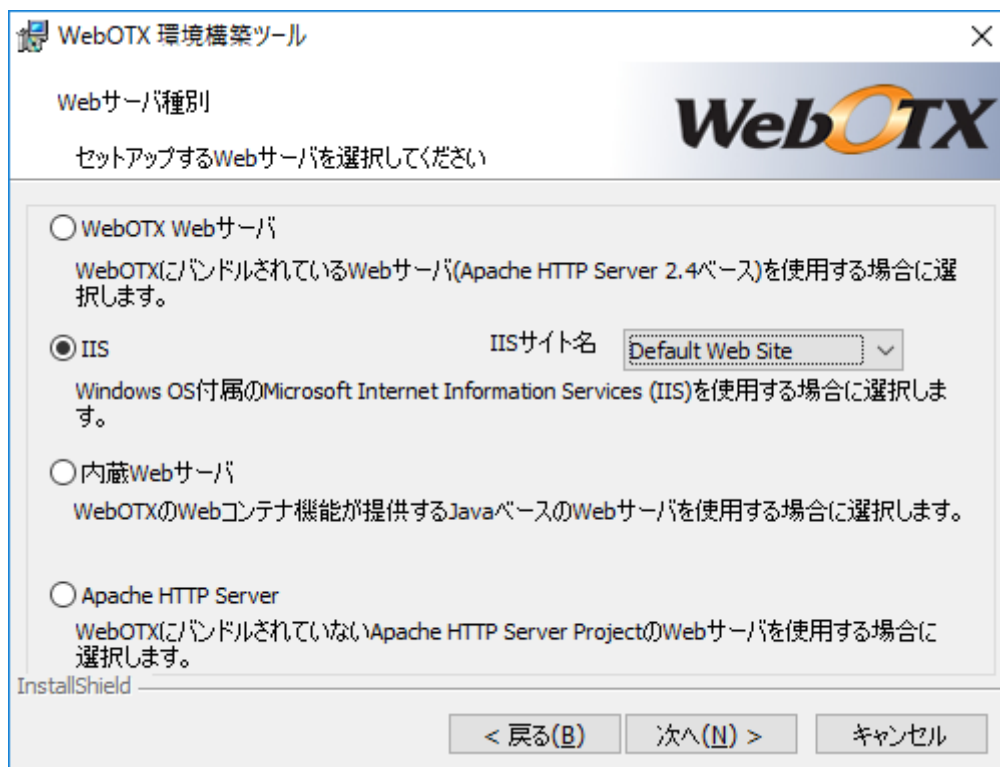 WebOTX 環境構築ツール
Webサーバ種別
WebOTX
セットアップするWebサーバを選択してください
WebOTX Webサーバ
WebOTXにバンドルされているWebサーバ(Apache HTTP Server 2.4ベース)を使用する場合に選
択します。
IIS
IISサイト名
Default Web Site
Windows OS付属のMicrosoft Internet Information Services (IIS)を使用する場合に選択しま
す。
内蔵Webサーバ
WebOTXのWebコンテナ機能が提供するJavaベースのWebサーバを使用する場合に選択します。
Apache HTTP Server
WebOTXにバンドルされていないApache HTTP Server ProjectのWebサーバを使用する場合に
選択します。
InstallShield
< 戻る(B)
次へ(N) >
キャンセル